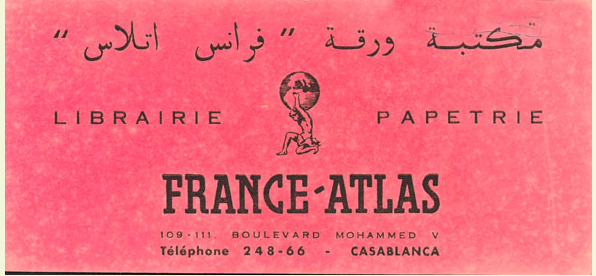 مكتبة ورقة " فرانس اتلاس "
LIBRAIRIE PAPETRIE
FRANCE-ATLAS
109-111, BOULEVARD MOHAMMED V
Téléphone 248-66 - CASABLANCA